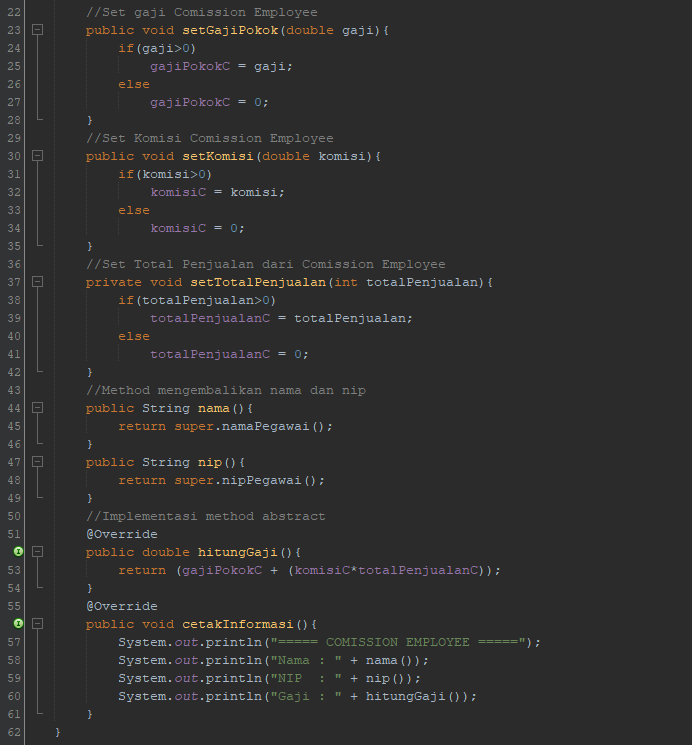 22 //Set gaji Comission Employee
23 public void setGajiPokok(double gaji){
24 if(gaji>0)
25 gajiPokokC = gaji;
26 else
27 gajiPokokC = 0;
28 }
29 //Set Komisi Comission Employee
30 public void setKomisi(double komisi){
31 if(komisi>0)
32 komisiC = komisi;
33 else
34 komisiC = 0;
35 }
36 //Set Total Penjualan dari Comission Employee
37 private void setTotalPenjualan(int totalPenjualan){
38 if(totalPenjualan>0)
39 totalPenjualanC = totalPenjualan;
40 else
41 totalPenjualanC = 0;
42 }
43 //Method mengembalikan nama dan nip
44 public String nama(){
45 return super.namaPegawai();
46 }
47 public String nip(){
48 return super.nipPegawai();
49 }
50 //Implementasi method abstract
51 @Override
public double hitungGaji(){
53 return (gajiPokokC + (komisiC*totalPenjualanC));
54 }
55 @Override
public void cetakInformasi(){
57 System.out.println("===== COMISSION EMPLOYEE =====");
58 System.out.println("Nama : " + nama());
59 System.out.println("NIP  : " + nip());
60 System.out.println("Gaji : " + hitungGaji());
61 }
62 }